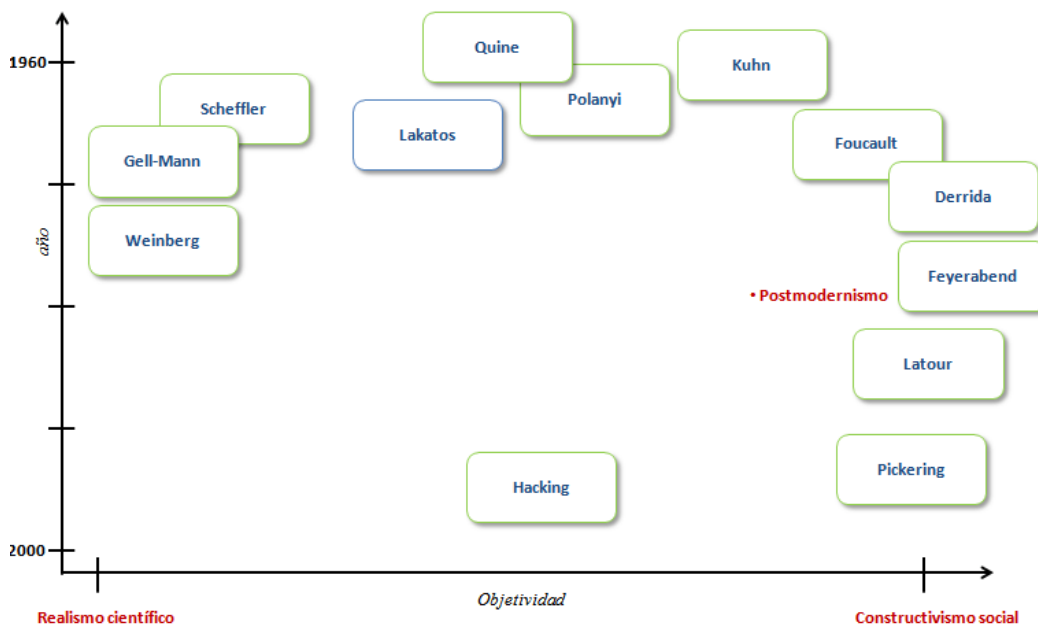 1960
Quine
Kuhn
Scheffler
Polanyi
Lakatos
Foucault
Gell-Mann
Derrida
Weinberg
año
Feyerabend
• Postmodernismo
Latour
Pickering
Hacking
2000
Objetividad
Realismo científico
Constructivismo social